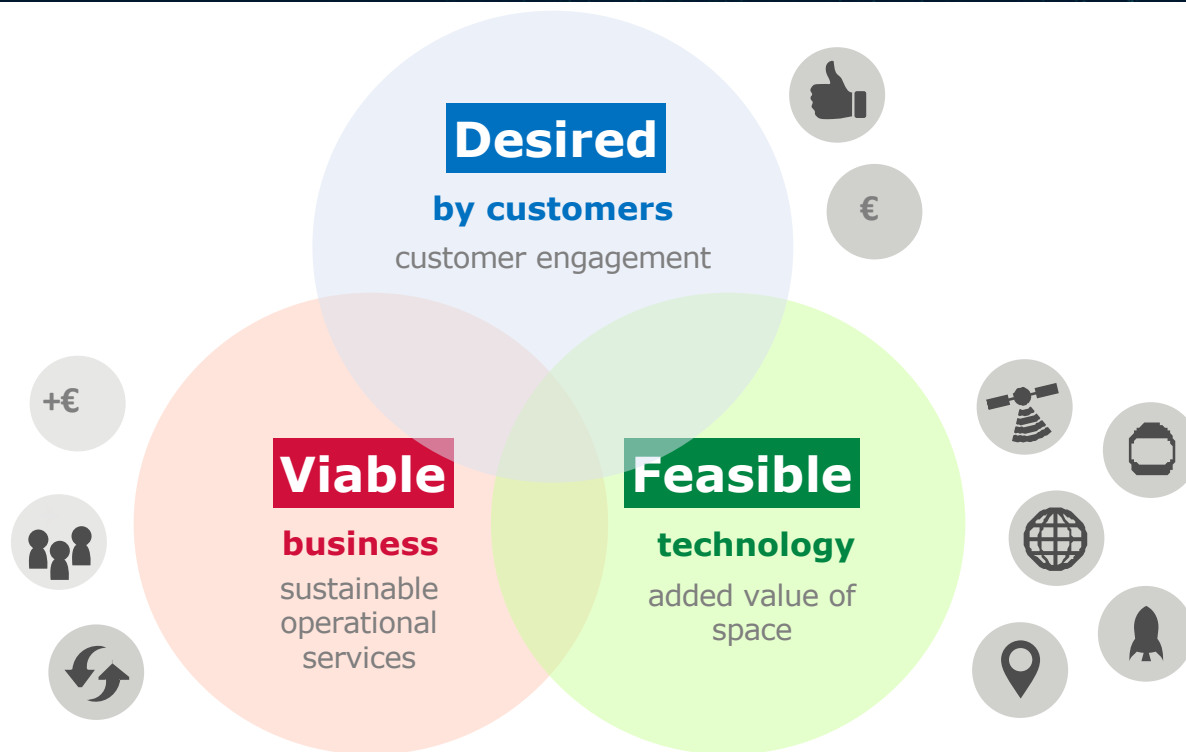 Desired
by customers
customer engagement
€
+€
Viable
business
sustainable
operational
services
Feasible
technology
added value of
space